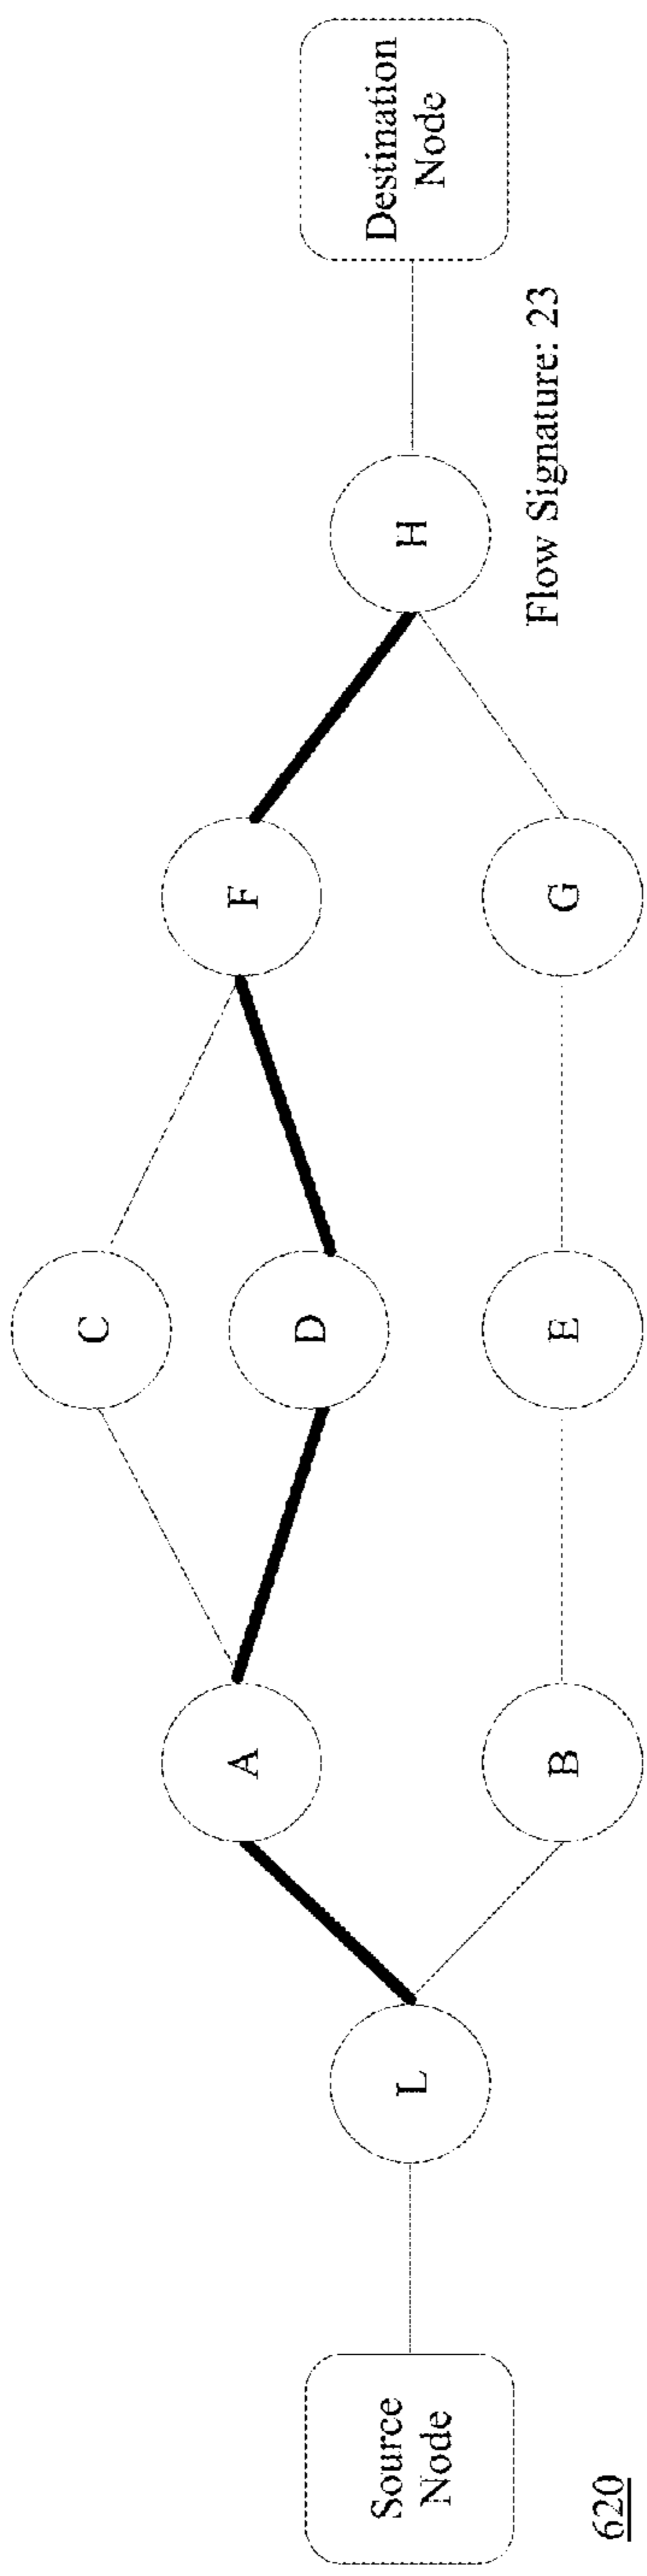 Source
Node
L
A
B
C
D
E
F
G
H
Destination
Node
Flow Signature: 23
620